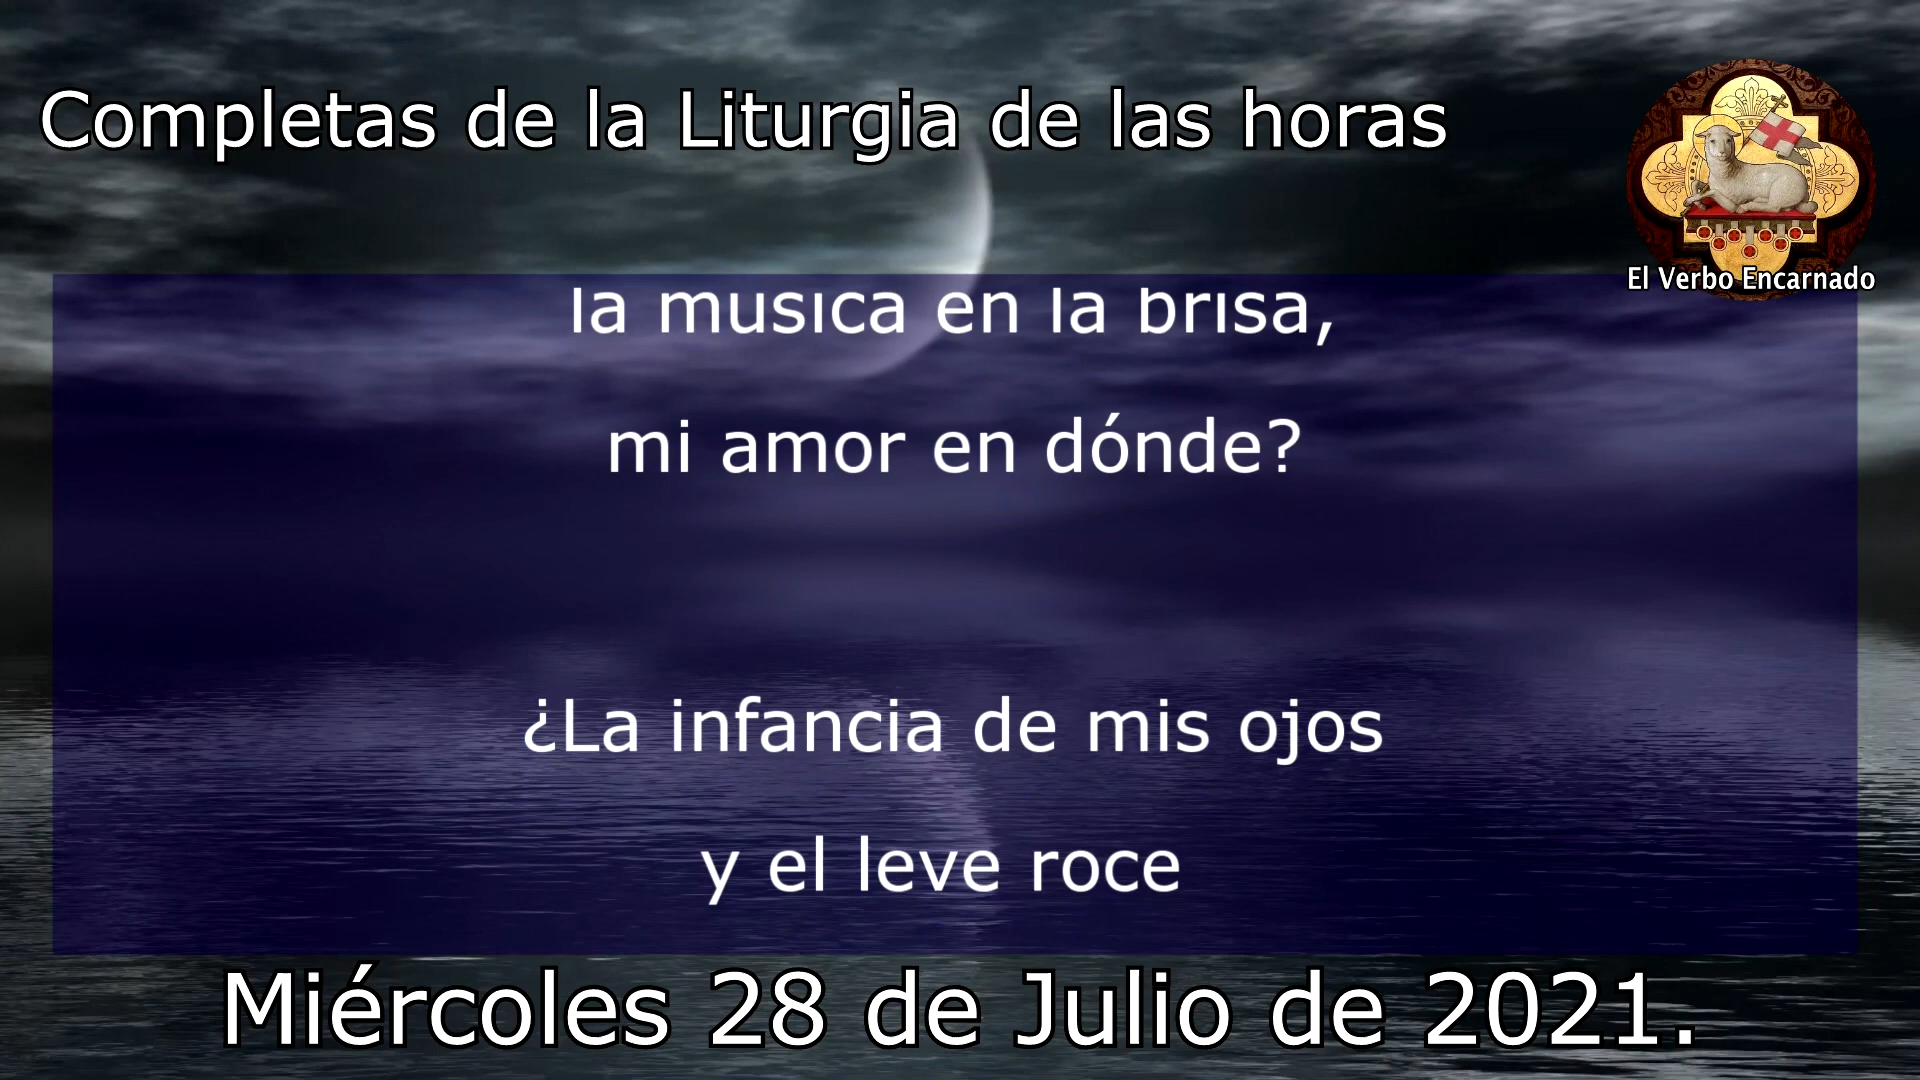 Completas de la Liturgia de las horas
El Verbo Encarnado
la música en la brisa,
mi amor en dónde?
¿La infancia de mis ojos
y el leve roce
Miércoles 28 de Julio de 2021.